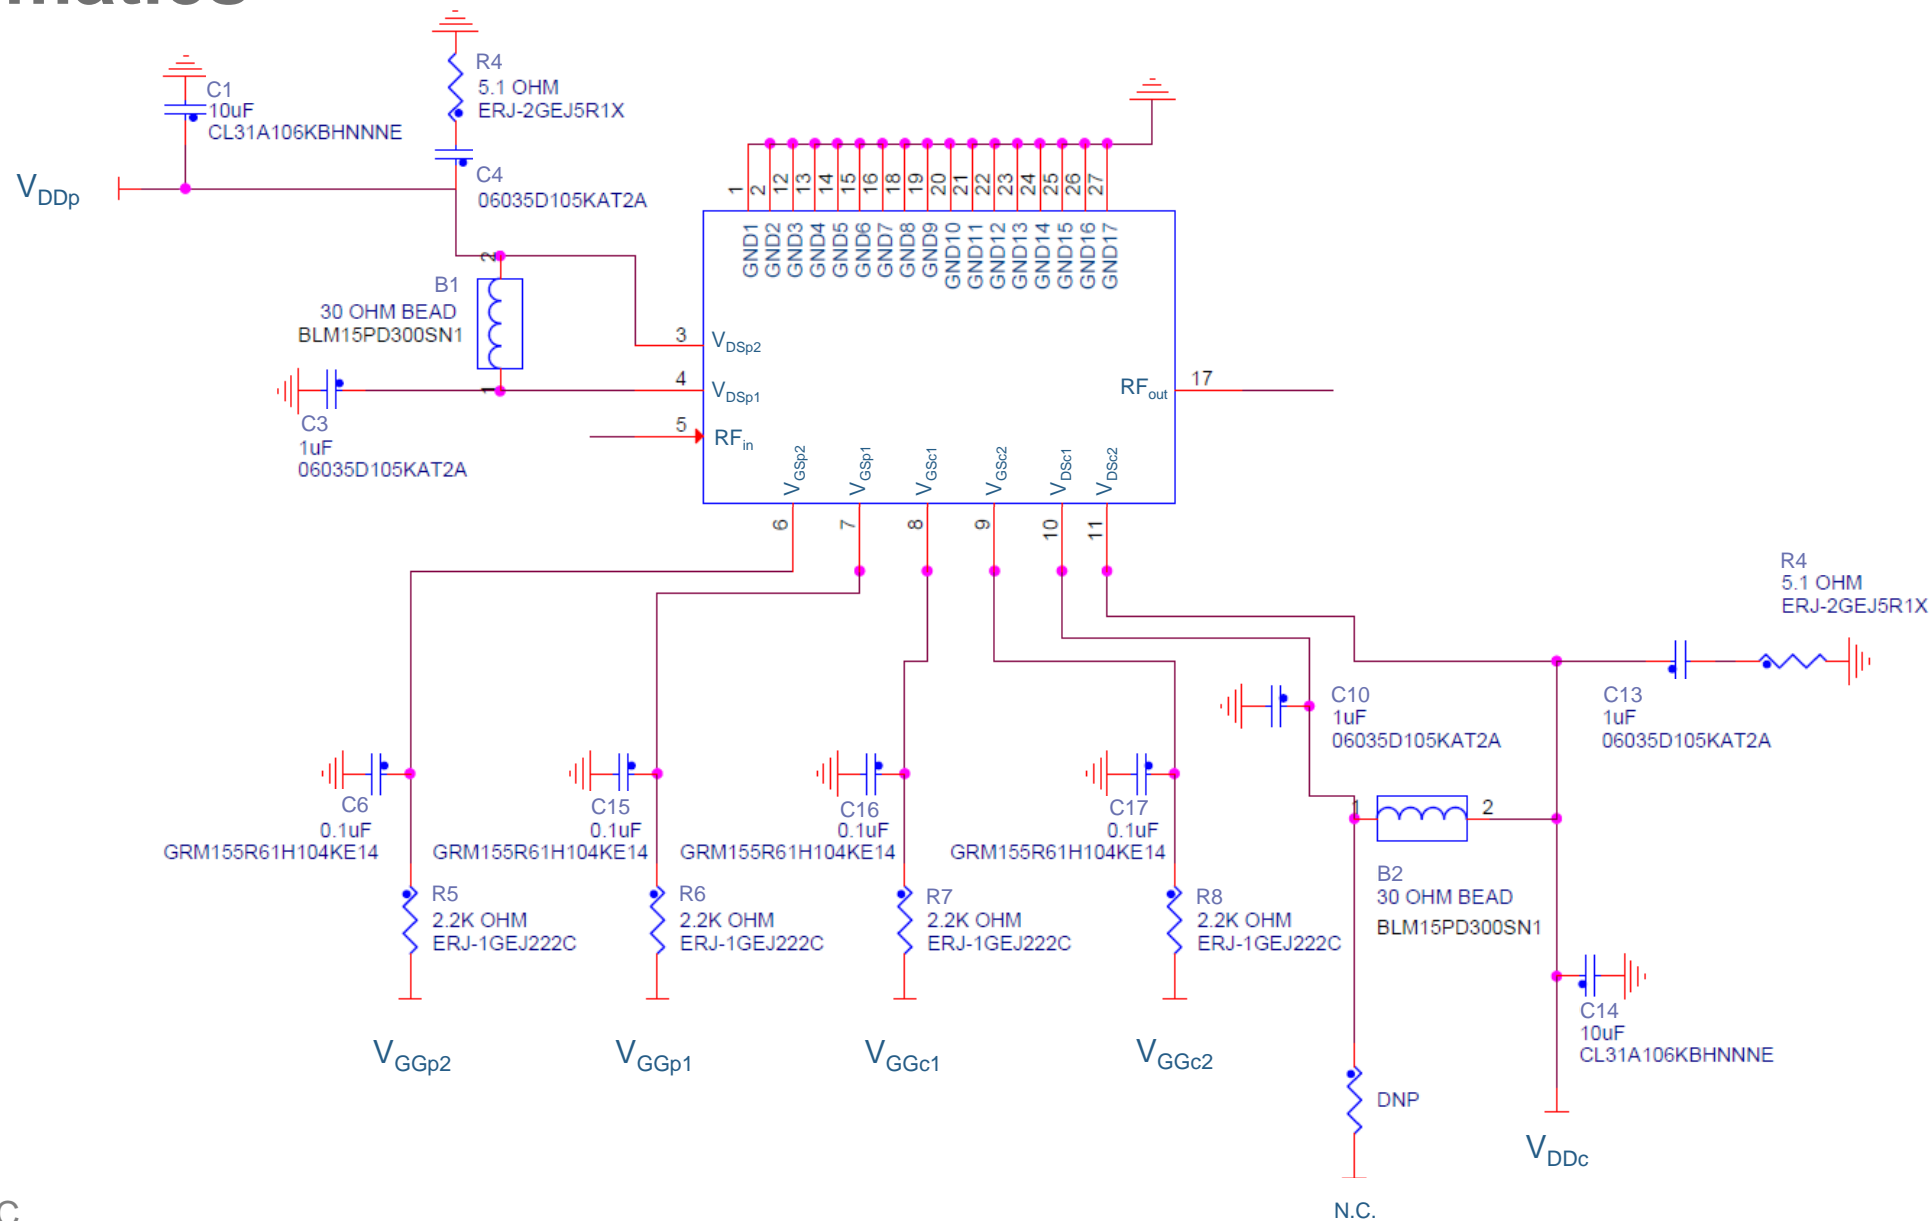 R4
5.1 OHM
ERJ-2GEJ5R1X
C1
10uF
CL31A106KBHNNNE
C4
06035D105KAT2A
VDDp
1
2
12
13
14
15
16
18
19
20
21
22
23
24
25
26
27
GND1
GND2
GND3
GND4
GND5
GND6
GND7
GND8
GND9
GND10
GND11
GND12
GND13
GND14
GND15
GND16
GND17
2
B1
30 OHM BEAD
BLM15PD300SN1
1
3
VDSp2
4
VDSp1
5
RFin
RFout
17
C3
1uF
06035D105KAT2A
VGSp2
VGSp1
VGSc1
VGSc2
VDSc1
VDSc2
6
7
8
9
10
11
R4
5.1 OHM
ERJ-2GEJ5R1X
C10
1uF
06035D105KAT2A
C13
1uF
06035D105KAT2A
C6
0.1uF
GRM155R61H104KE14
C15
0.1uF
GRM155R61H104KE14
C16
0.1uF
GRM155R61H104KE14
C17
0.1uF
GRM155R61H104KE14
1
2
B2
30 OHM BEAD
BLM15PD300SN1
R5
2.2K OHM
ERJ-1GEJ222C
R6
2.2K OHM
ERJ-1GEJ222C
R7
2.2K OHM
ERJ-1GEJ222C
R8
2.2K OHM
ERJ-1GEJ222C
C14
10uF
CL31A106KBHNNNE
VGGp2
VGGp1
VGGc1
VGGc2
DNP
VDDc
N.C.